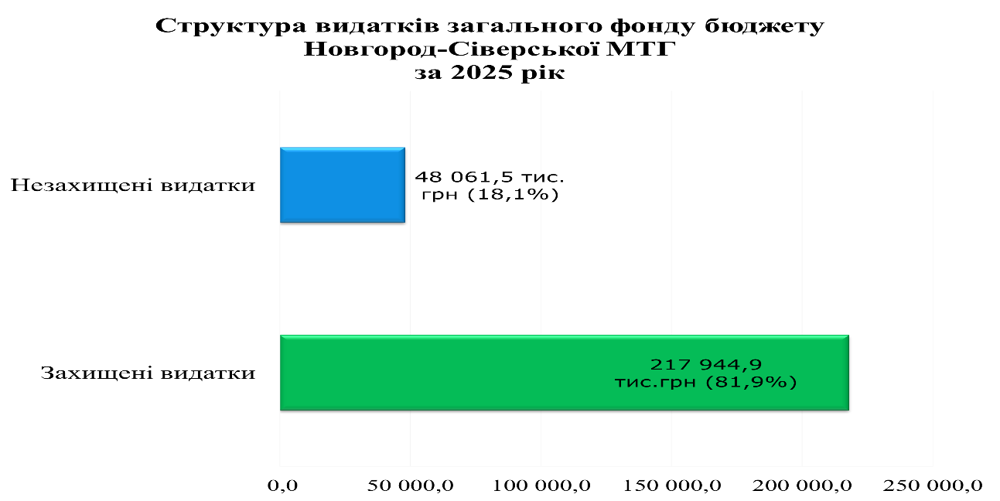 Структура видатків загального фонду бюджету
Новгород-Сіверської МТГ
за 2025 рік
Незахищені видатки
48 061,5 тис.
грн (18,1%)
Захищені видатки
217 944,9
тис.грн (81,9%)
0,0 50 000,0 100 000,0 150 000,0 200 000,0 250 000,0